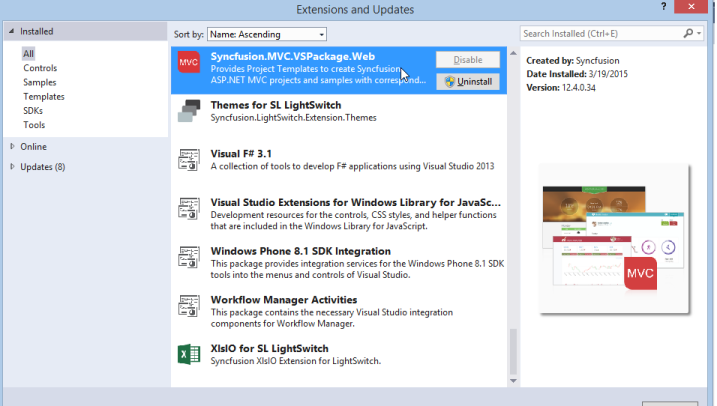 Extensions and Updates
?
Installed
All
Controls
Samples
Templates
SDKs
Tools
Online
Updates (8)
Sort by: Name: Ascending
MVC
Syncfusion.MVC.VSPackage.Web
Provides Project Templates to create Syncfusion
ASP.NET MVC projects and samples with correspond...
Disable
Uninstall
Themes for SL LightSwitch
Syncfusion.LightSwitch.Extension.Themes
Visual F# 3.1
A collection of tools to develop F# applications using Visual Studio 2013
Visual Studio Extensions for Windows Library for JavaSc...
Development resources for the controls, CSS styles, and helper functions
that are included in the Windows Library for JavaScript.
Windows Phone 8.1 SDK Integration
This package provides integration services for the Windows Phone 8.1 SDK
tools into the menus and controls of Visual Studio.
Workflow Manager Activities
This package contains the necessary Visual Studio integration
components for Workflow Manager.
XlsIO for SL LightSwitch
Syncfusion XlsIO Extension for LightSwitch.
Search Installed (Ctrl+E)
Created by: Syncfusion
Date Installed: 3/19/2015
Version: 12.4.0.34
MVC